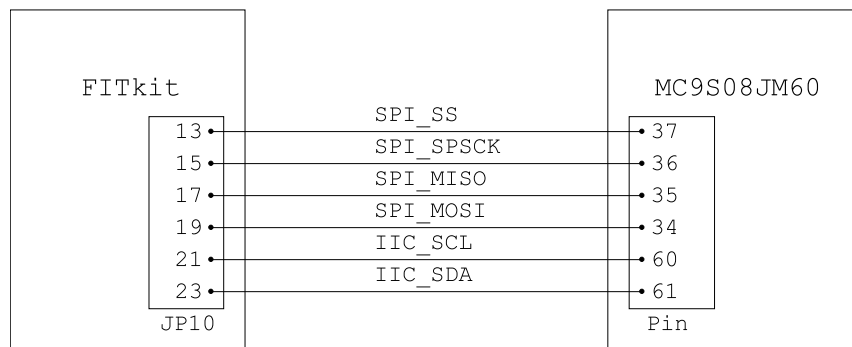 FITkit MC9S08JM60
SPI_SS
13 37
SPI_SPSCK
15 36
SPI_MISO
17 35
SPI_MOSI
19 34
IIC_SCL
21 60
IIC_SDA
23 61
JP10 Pin